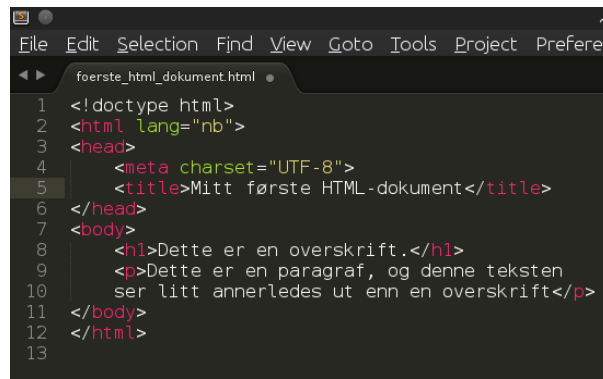 File Edit Selection Find View Goto Tools Project Prefere
foerste_html_dokument.html
1 <!doctype html>
2 <html lang="nb">
3 <head>
4     <meta charset="UTF-8">
5     <title>Mitt første HTML-dokument</title>
6 </head>
7 <body>
8     <h1>Dette er en overskrift.</h1>
9     <p>Dette er en paragraf, og denne teksten
10     ser litt annerledes ut enn en overskrift</p>
11 </body>
12 </html>
13